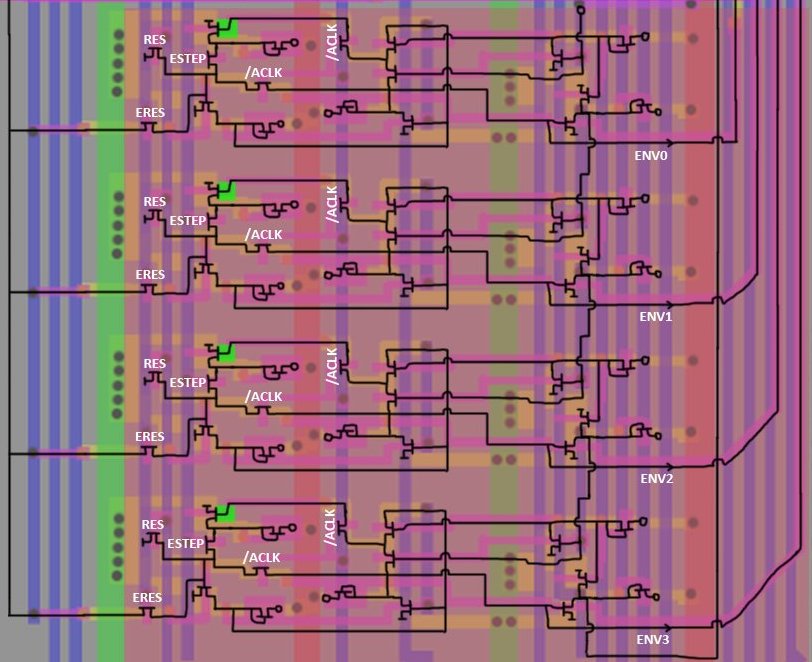 RES
/ACLK
ESTEP
/ACLK
ERES
ENV0
RES
/ACLK
ESTEP
/ACLK
ERES
ENV1
RES
/ACLK
ESTEP
/ACLK
ERES
ENV2
RES
/ACLK
ESTEP
/ACLK
ERES
ENV3